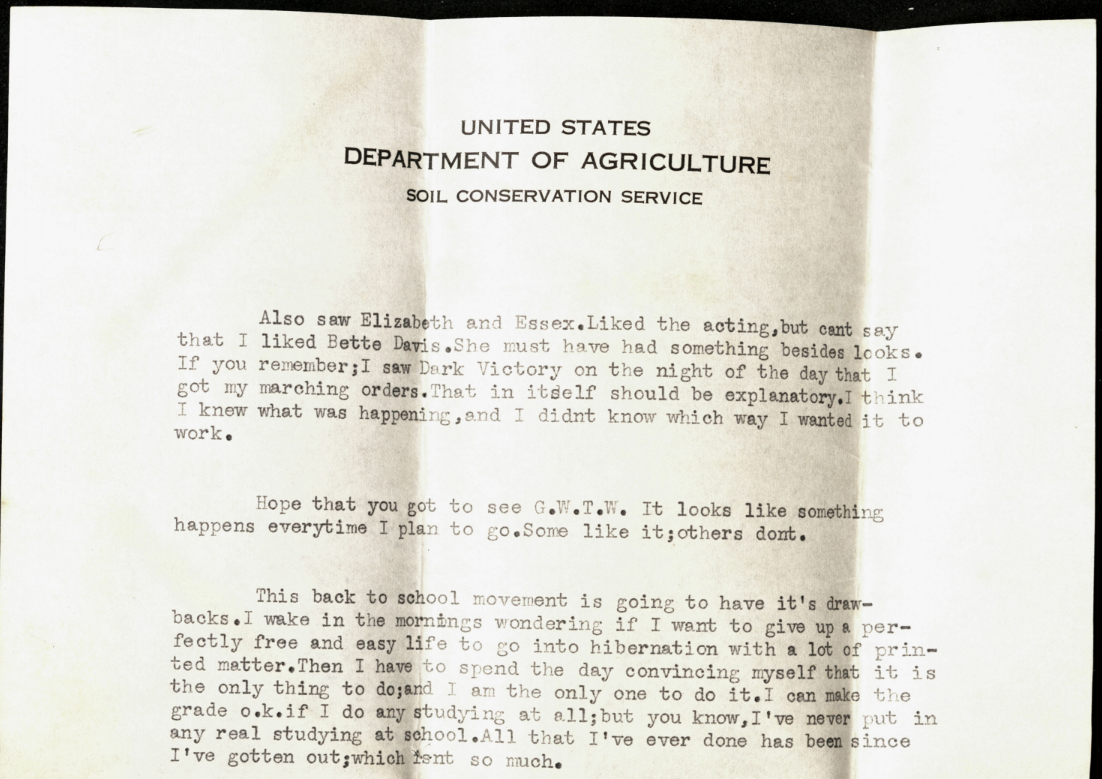 UNITED STATES
DEPARTMENT OF AGRICULTURE
SOIL CONSERVATION SERVICE
Also saw Elizabeth and Essex.Liked the acting,but cant say
that I liked Bette Davis.She must have had something besides looks.
If you remember;I saw Dark Victory on the night of the day that I
got my marching orders.That in itself should be explanatory.I think
I knew what was happening,and I didnt know which way I wanted it to
work.
Hope that you got to see G.W.T.W. It looks like something
happens everytime I plan to go.Some like it;others dont.
This back to school movement is going to have it's draw-
backs.I wake in the mornings wondering if I want to give up a per-
fectly free and easy life to go into hibernation with a lot of prin-
ted matter.Then I have to spend the day convincing myself that it is
the only thing to do;and I am the only one to do it.I can make the
grade o.k.if I do any studying at all;but you know,I've never put in
any real studying at school.All that I've ever done has been since
I've gotten out;which isnt so much.